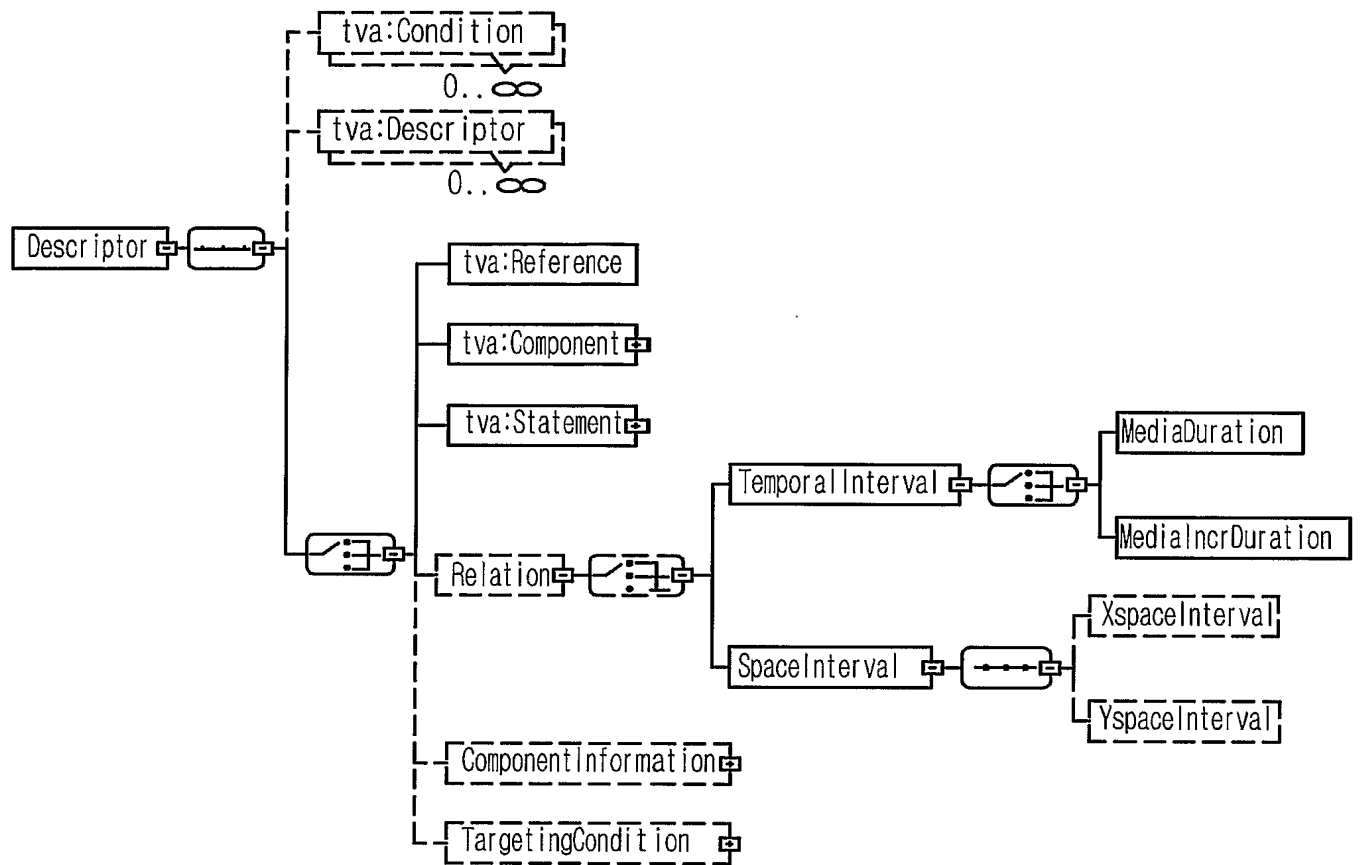 tva:Condition
0..∞
tva:Descriptor
0..∞
Descriptor
tva:Reference
tva:Component
tva:Statement
MediaDuration
TemporalInterval
MediaIncrDuration
Relation
XspaceInterval
SpaceInterval
YspaceInterval
ComponentInformation
TargetingCondition